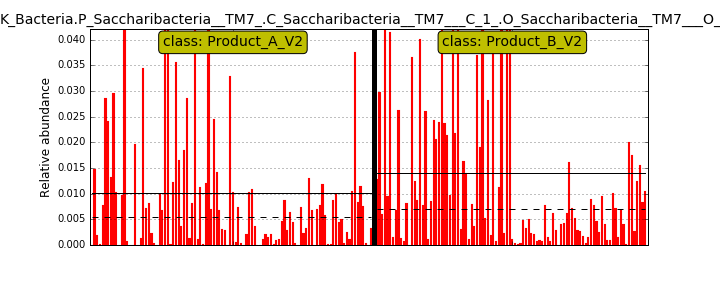 K_Bacteria.P_Saccharibacteria__TM7_.C_Saccharibacteria__TM7___C_1_.O_Saccharibacteria__TM7___O_
class: Product_A_V2
class: Product_B_V2
0.040
0.035
0.030
0.025
0.020
0.015
0.010
0.005
0.000
Relative abundance